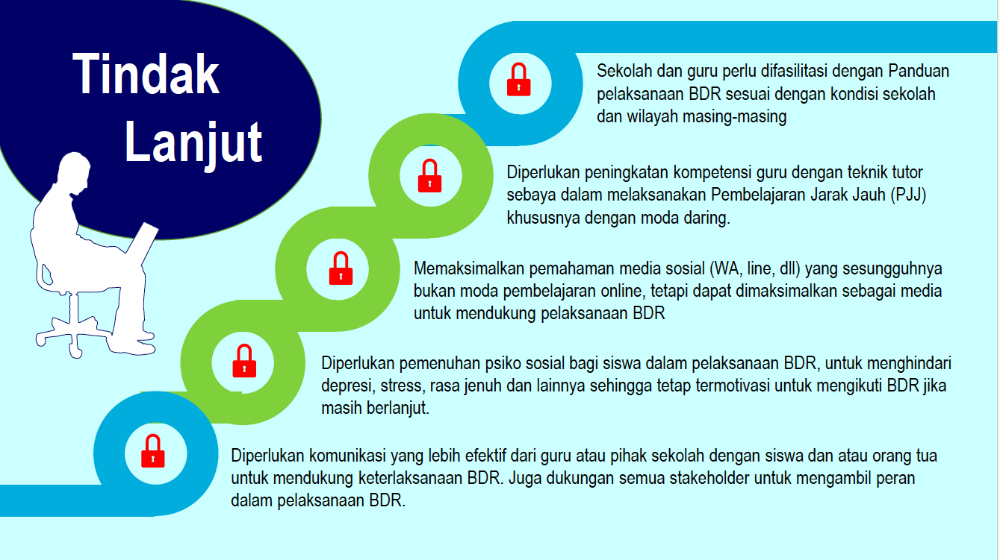 Tindak
Lanjut
Sekolah dan guru perlu difasilitasi dengan Panduan
pelaksanaan BDR sesuai dengan kondisi sekolah
dan wilayah masing-masing
Diperlukan peningkatan kompetensi guru dengan teknik tutor
sebaya dalam melaksanakan Pembelajaran Jarak Jauh (PJJ)
khususnya dengan moda daring.
Memaksimalkan pemahaman media sosial (WA, line, dll) yang sesungguhnya
bukan moda pembelajaran online, tetapi dapat dimaksimalkan sebagai media
untuk mendukung pelaksanaan BDR
Diperlukan pemenuhan psiko sosial bagi siswa dalam pelaksanaan BDR, untuk menghindari
depresi, stress, rasa jenuh dan lainnya sehingga tetap termotivasi untuk mengikuti BDR jika
masih berlanjut.
Diperlukan komunikasi yang lebih efektif dari guru atau pihak sekolah dengan siswa dan atau orang tua
untuk mendukung keterlaksanaan BDR. Juga dukungan semua stakeholder untuk mengambil peran
dalam pelaksanaan BDR.